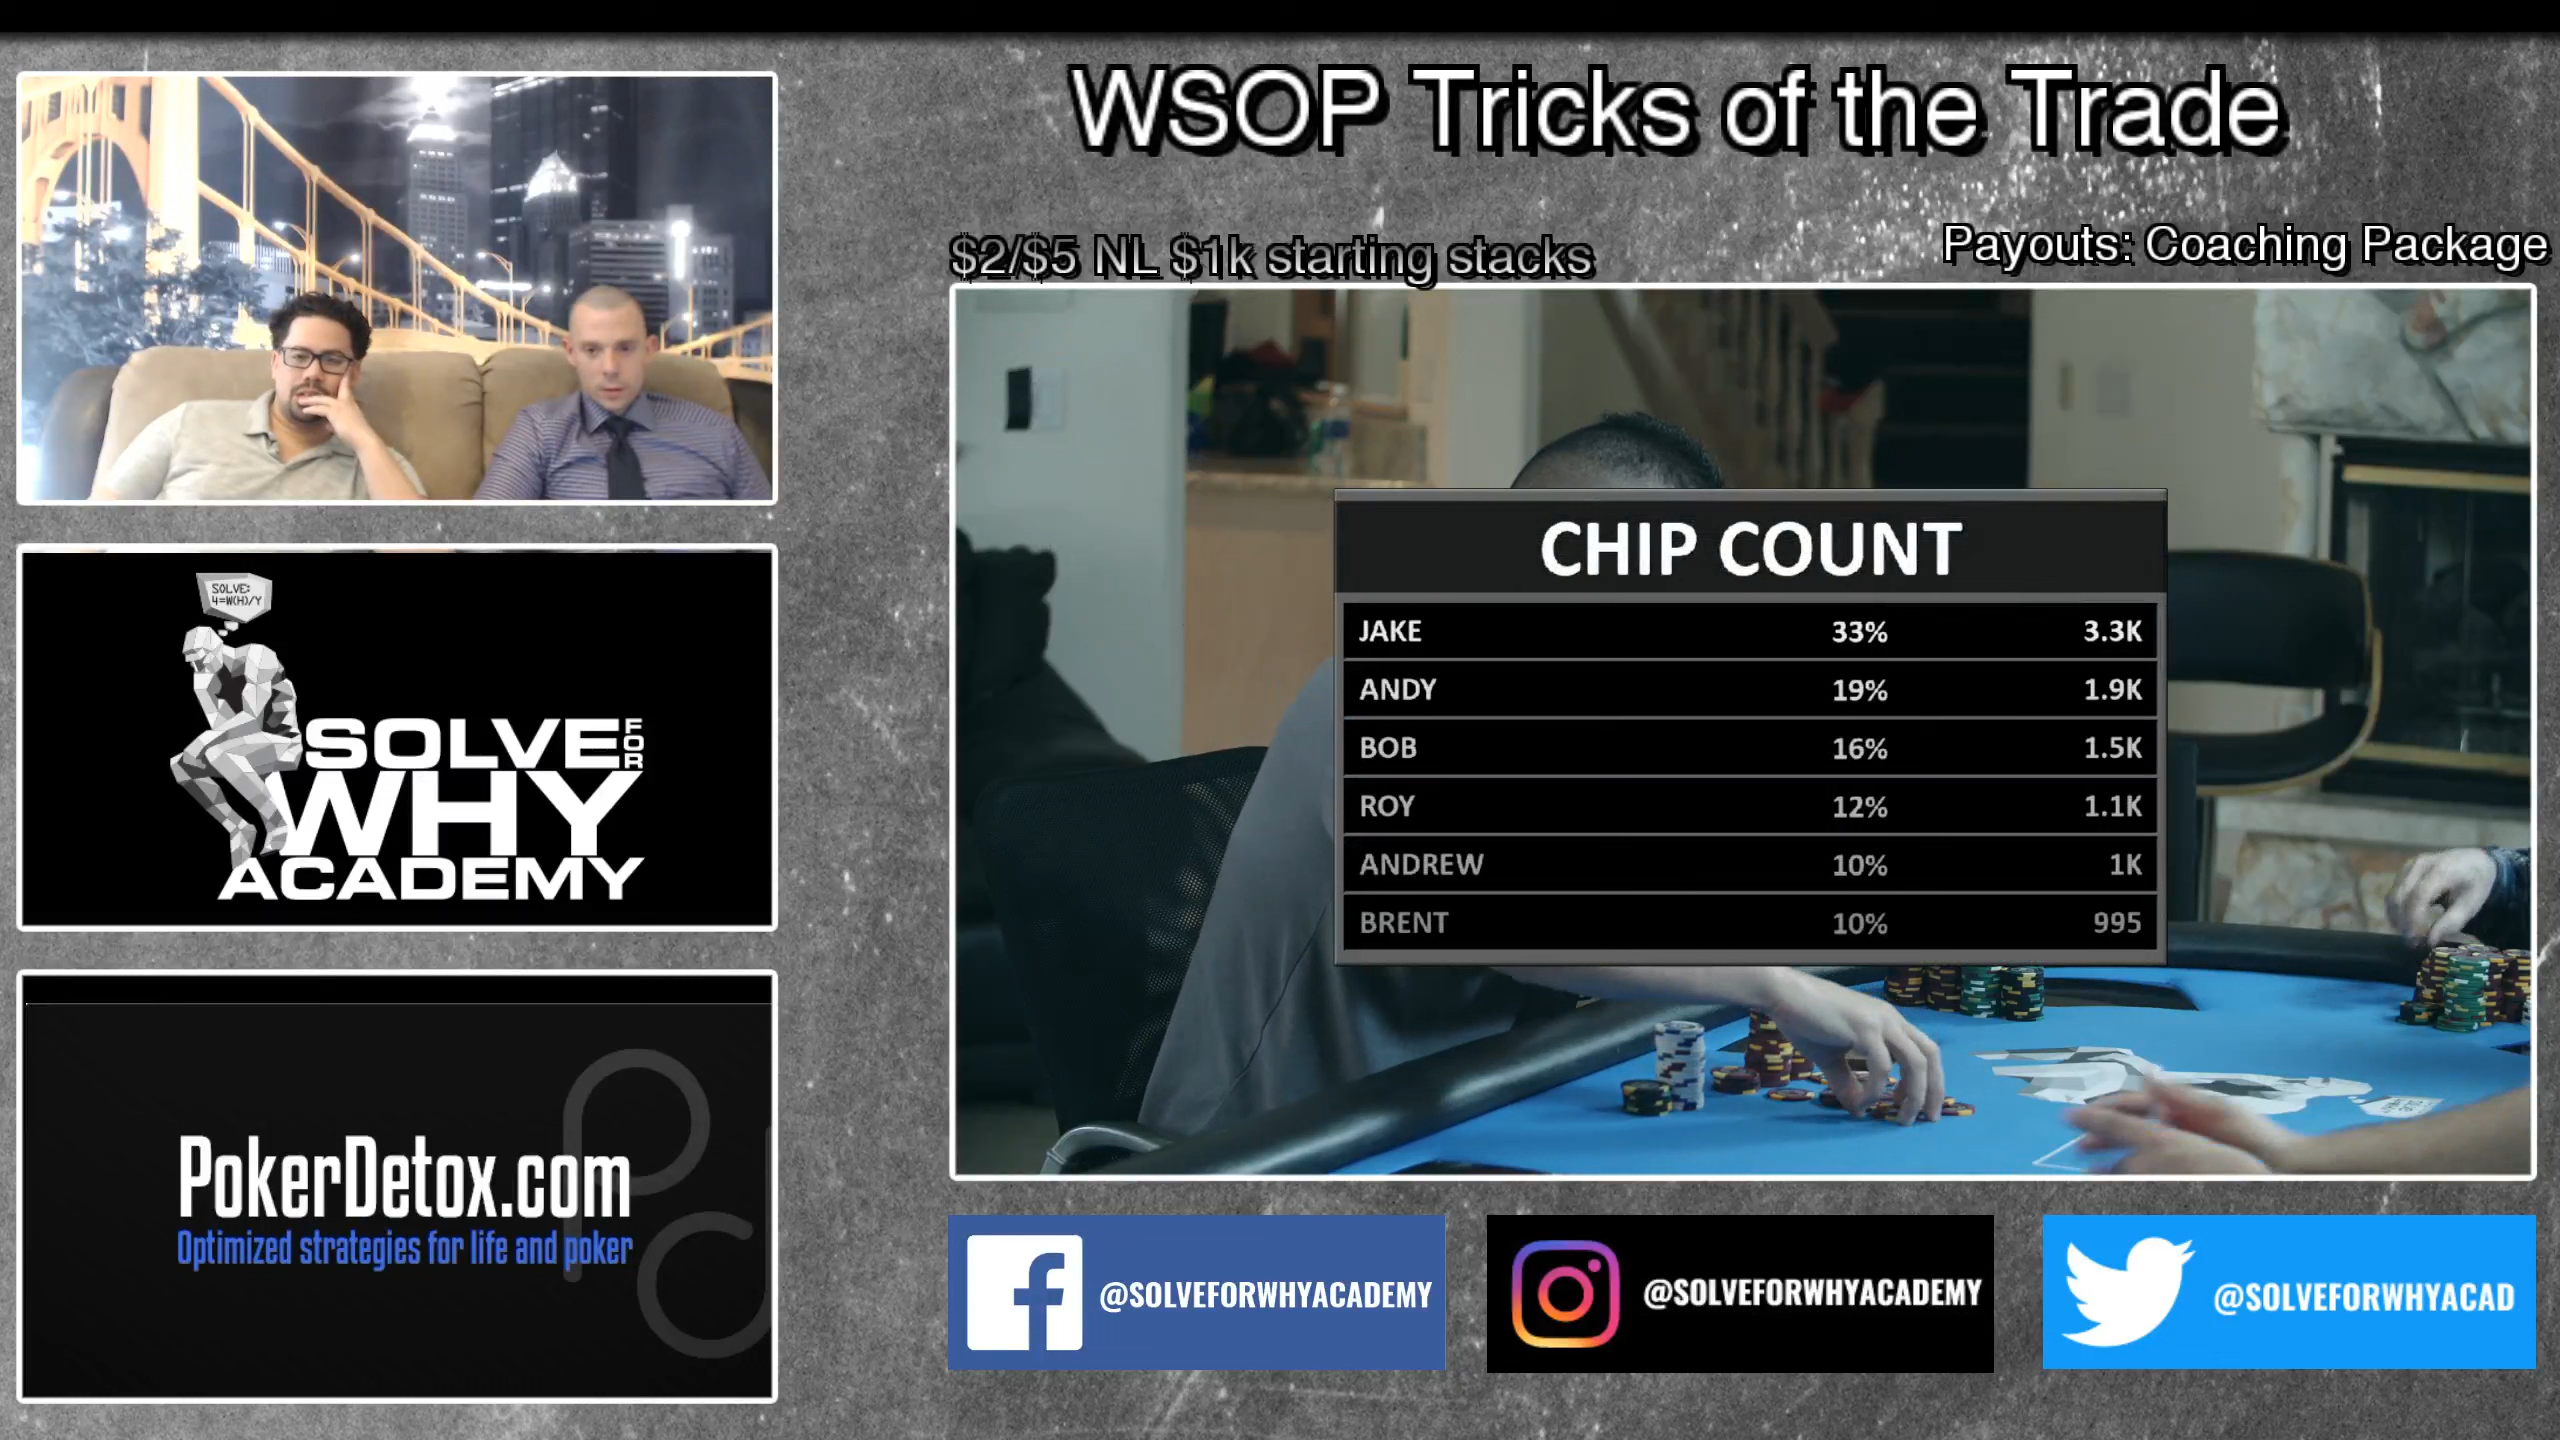 WSOP Tricks of the Trade
$2/$5 NL $1k starting stacks
Payouts: Coaching Package
CHIP COUNT
JAKE 33% 3.3K
ANDY 19% 1.9K
BOB 16% 1.5K
ROY 12% 1.1K
ANDREW 10% 1K
BRENT 10% 995
SOLVE:
4=W(H)/Y
SOLVE FOR
WHY
ACADEMY
PokerDetox.com
Optimized strategies for life and poker
@SOLVEFORWHYACADEMY
@SOLVEFORWHYACADEMY
@SOLVEFORWHYACAD